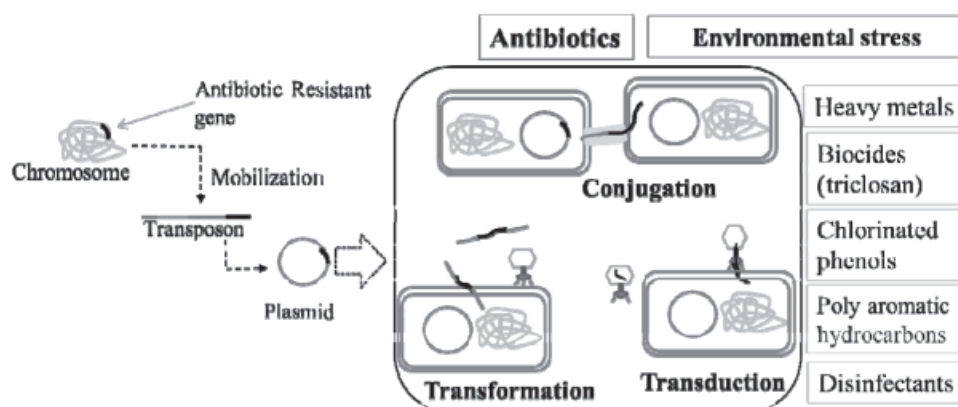 Antibiotics
Environmental stress
Antibiotic Resistant
gene
Chromosome
Mobilization
Transposon
Plasmid
Conjugation
Transformation
Transduction
Heavy metals
Biocides
(triclosan)
Chlorinated
phenols
Poly aromatic
hydrocarbons
Disinfectants